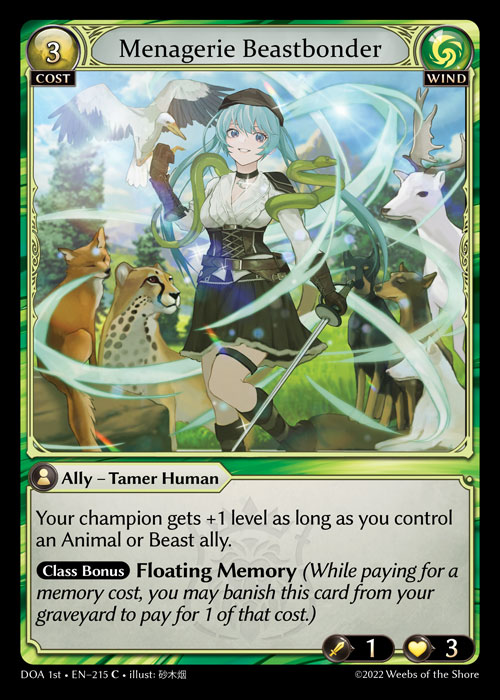 3
Menagerie Beastbonder
COST
WIND
Ally – Tamer Human
Your champion gets +1 level as long as you control
an Animal or Beast ally.
Class Bonus Floating Memory (While paying for a
memory cost, you may banish this card from your
graveyard to pay for 1 of that cost.)
1
3
DOA 1st • EN–215 C • illust: 砂木烟
©2022 Weebs of the Shore